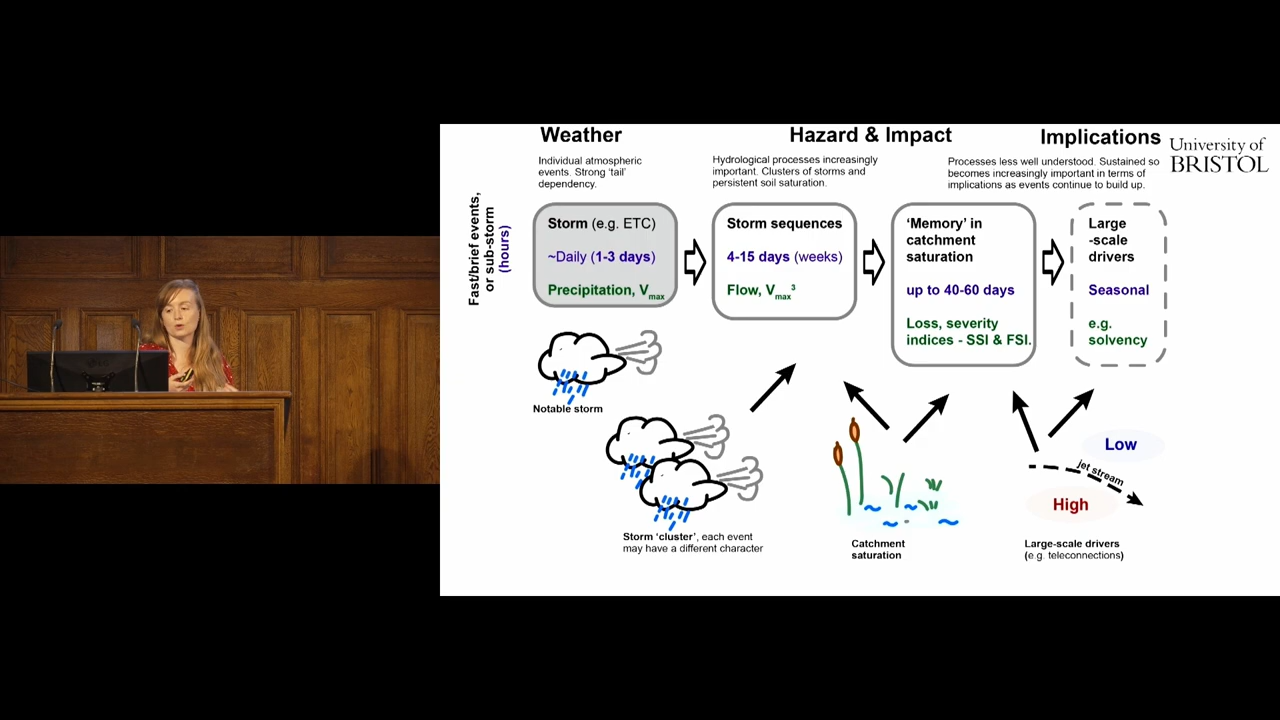 Weather
Hazard & Impact
Implications
University of
BRISTOL
Individual atmospheric
events. Strong 'tail'
dependency.
Hydrological processes increasingly
important. Clusters of storms and
persistent soil saturation.
Processes less well understood. Sustained so
becomes increasingly important in terms of
implications as events continue to build up.
Fast/brief events,
or sub-storm
(hours)
Storm (e.g. ETC)
~Daily (1-3 days)
Precipitation, Vmax
Storm sequences
4-15 days (weeks)
Flow, Vmax³
'Memory' in
catchment
saturation
up to 40-60 days
Loss, severity
indices - SSI & FSI.
Large
-scale
drivers
Seasonal
e.g.
solvency
Notable storm
Storm 'cluster', each event
may have a different character
Catchment
saturation
Low
jet stream
High
Large-scale drivers
(e.g. teleconnections)